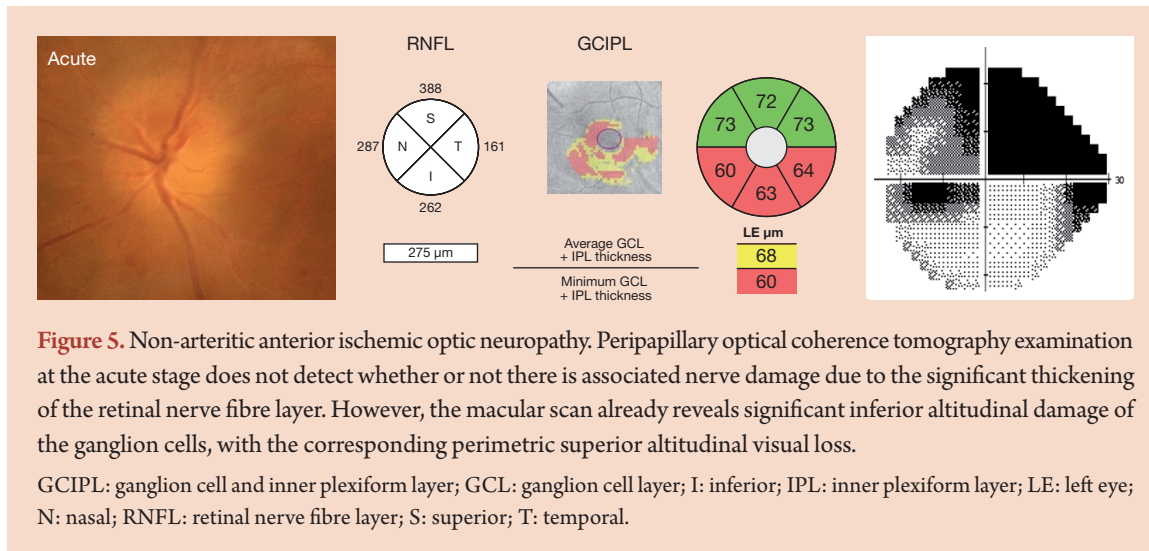 Acute
RNFL
388
S
287
N
T
161
I
262
275 µm
GCIPL
72
73
73
60
64
63
LE µm
Average GCL
+ IPL thickness
68
Minimum GCL
+ IPL thickness
60
30
Figure 5. Non-arteritic anterior ischemic optic neuropathy. Peripapillary optical coherence tomography examination
at the acute stage does not detect whether or not there is associated nerve damage due to the significant thickening
of the retinal nerve fibre layer. However, the macular scan already reveals significant inferior altitudinal damage of
the ganglion cells, with the corresponding perimetric superior altitudinal visual loss.
GCIPL: ganglion cell and inner plexiform layer; GCL: ganglion cell layer; I: inferior; IPL: inner plexiform layer; LE: left eye;
N: nasal; RNFL: retinal nerve fibre layer; S: superior; T: temporal.